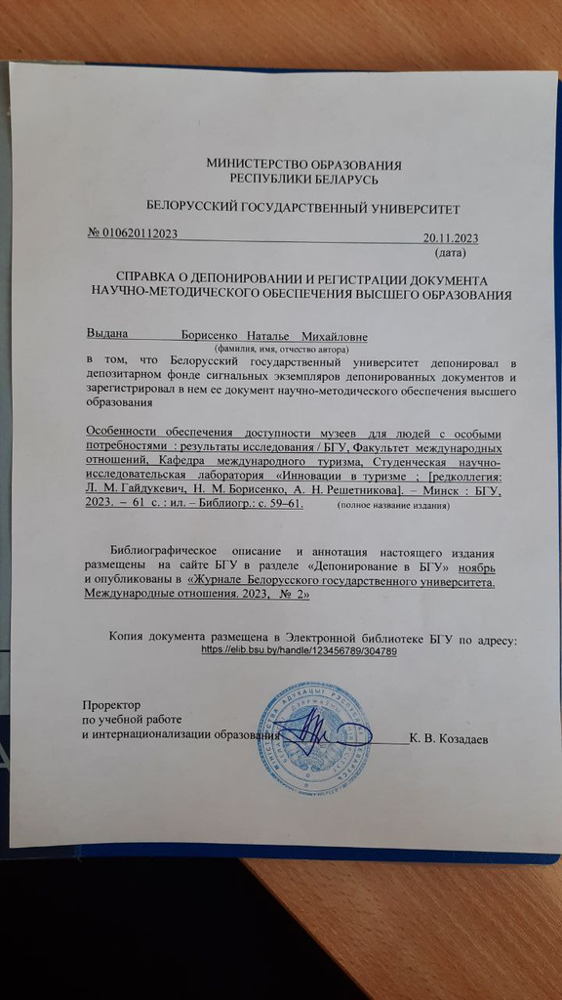 МИНИСТЕРСТВО ОБРАЗОВАНИЯ
РЕСПУБЛИКИ БЕЛАРУСЬ
БЕЛОРУССКИЙ ГОСУДАРСТВЕННЫЙ УНИВЕРСИТЕТ
№ 010620112023 20.11.2023
(дата)
СПРАВКА О ДЕПОНИРОВАНИИ И РЕГИСТРАЦИИ ДОКУМЕНТА
НАУЧНО-МЕТОДИЧЕСКОГО ОБЕСПЕЧЕНИЯ ВЫСШЕГО ОБРАЗОВАНИЯ
Выдана Борисенко Наталье Михайловне
(фамилия, имя, отчество автора)
в том, что Белорусский государственный университет депонировал в
депозитарном фонде сигнальных экземпляров депонированных документов и
зарегистрировал в нем ее документ научно-методического обеспечения высшего
образования
Особенности обеспечения доступности музеев для людей с особыми
потребностями : результаты исследования / БГУ, Факультет международных
отношений, Кафедра международного туризма, Студенческая научно-
исследовательская лаборатория «Инновации в туризме ; [редколлегия:
Л. М. Гайдукевич, Н. М. Борисенко, А. Н. Решетникова]. – Минск : БГУ,
2023. – 61 с. : ил. – Библиогр.: с. 59–61. (полное название издания)
Библиографическое описание и аннотация настоящего издания
размещены на сайте БГУ в разделе «Депонирование в БГУ» ноябрь
и опубликованы в «Журнале Белорусского государственного университета.
Международные отношения. 2023, № 2»
Копия документа размещена в Электронной библиотеке БГУ по адресу:
https://elib.bsu.by/handle/123456789/304789
Проректор
по учебной работе
и интернационализации образования К. В. Козадаев
МІНІСТЭРСТВА АДУКАЦЫІ РЭСПУБЛІКІ БЕЛАРУСЬ